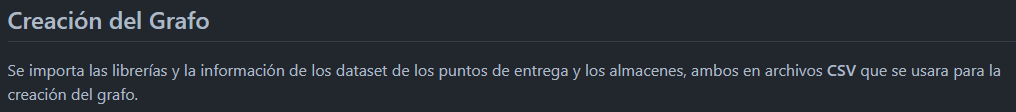 Creación del Grafo
Se importa las librerías y la información de los dataset de los puntos de entrega y los almacenes, ambos en archivos CSV que se usara para la
creación del grafo.